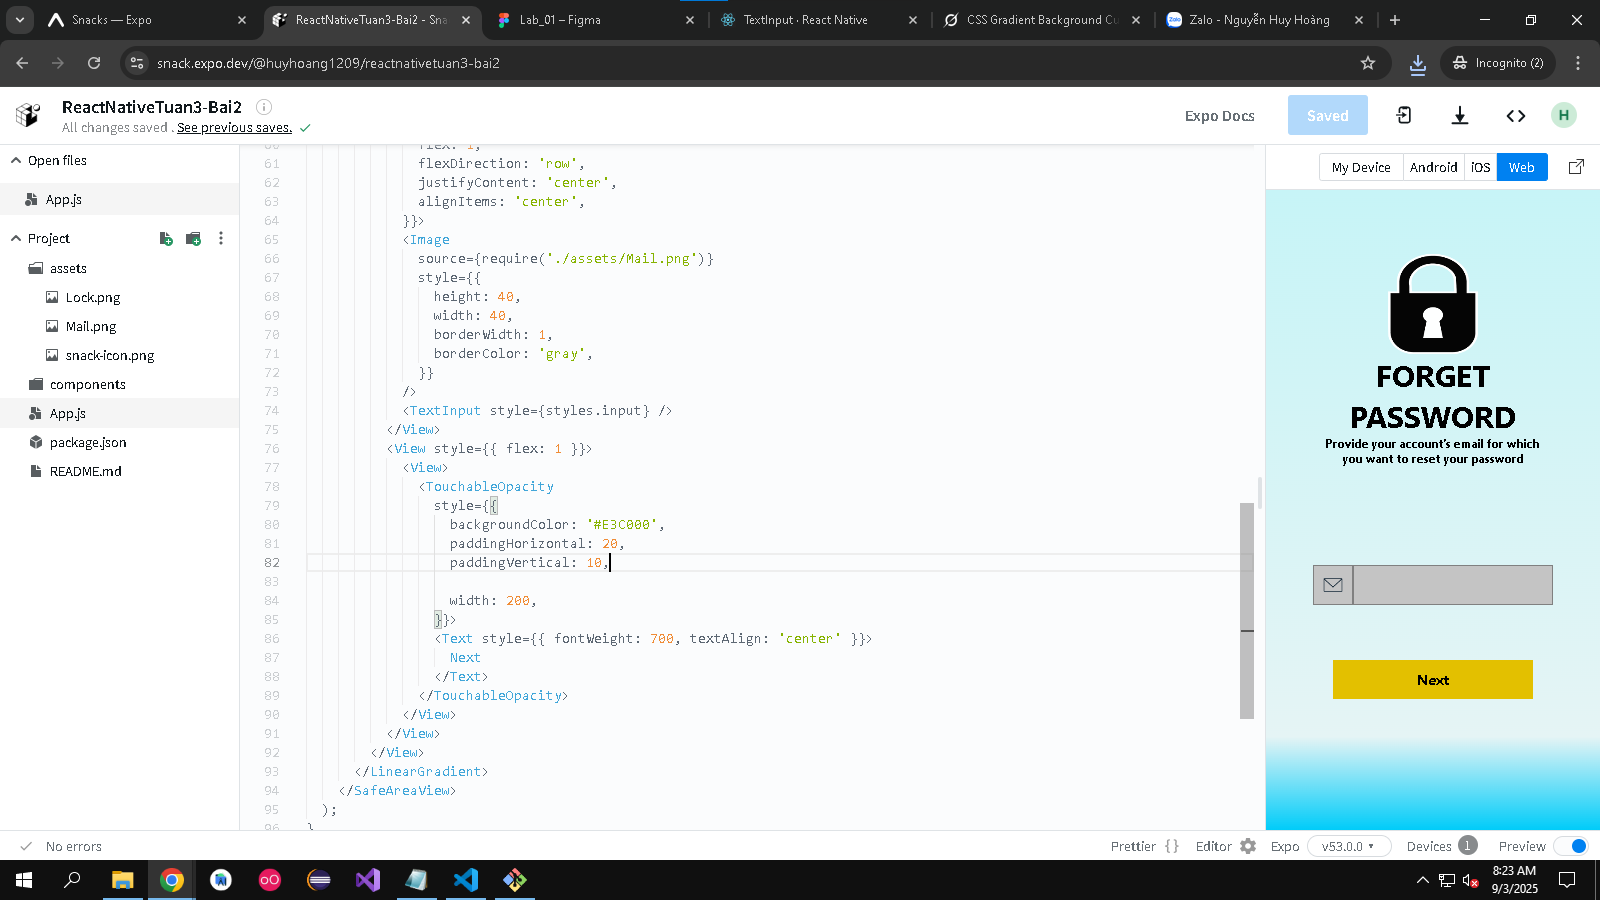 Snacks — Expo
ReactNativeTuan3-Bai2 - Sna
Lab_01 – Figma
TextInput · React Native
CSS Gradient Background Cu
Zalo - Nguyễn Huy Hoàng
snack.expo.dev/@huyhoang1209/reactnativetuan3-bai2
Incognito (2)
ReactNativeTuan3-Bai2
All changes saved. See previous saves.
Expo Docs
Saved
H
Open files
App.js
Project
assets
Lock.png
Mail.png
snack-icon.png
components
App.js
package.json
README.md
60 flex: 1,
61 flexDirection: 'row',
62 justifyContent: 'center',
63 alignItems: 'center',
64 }}>
65 <Image
66 source={require('./assets/Mail.png')}
67 style={{
68 height: 40,
69 width: 40,
70 borderWidth: 1,
71 borderColor: 'gray',
72 }}
73 />
74 <TextInput style={styles.input} />
75 </View>
76 <View style={{ flex: 1 }}>
77 <View>
78 <TouchableOpacity
79 style={{
80 backgroundColor: '#E3C000',
81 paddingHorizontal: 20,
82 paddingVertical: 10,
83
84 width: 200,
85 }}>
86 <Text style={{ fontWeight: 700, textAlign: 'center' }}>
87 Next
88 </Text>
89 </TouchableOpacity>
90 </View>
91 </View>
92 </View>
93 </LinearGradient>
94 </SafeAreaView>
95 );
96 }
My Device
Android
iOS
Web
FORGET
PASSWORD
Provide your account's email for which
you want to reset your password
Next
No errors
Prettier {}
Editor
Expo
v53.0.0
Devices 1
Preview
8:23 AM
9/3/2025